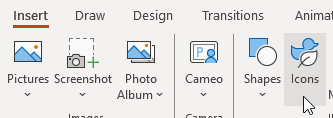 Insert Draw Design Transitions Animat
Pictures Screenshot Photo Album Cameo Shapes Icons
Images Camera